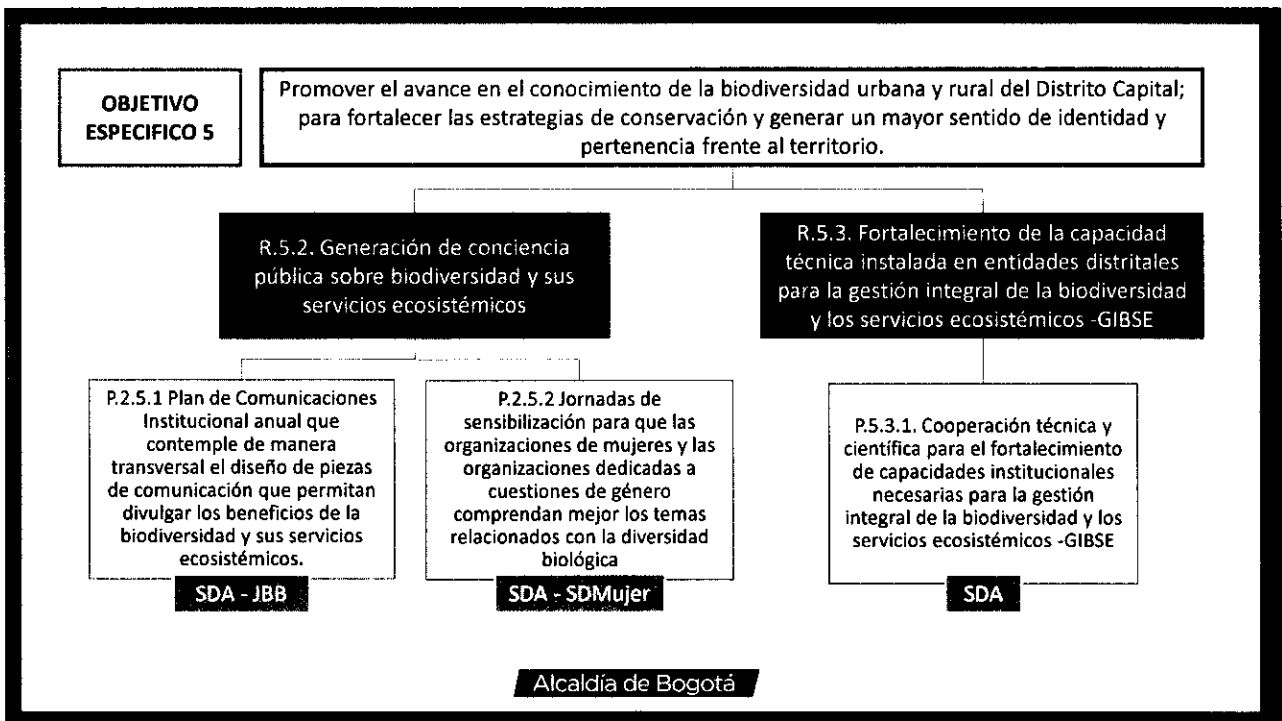 OBJETIVO
ESPECIFICO 5
Promover el avance en el conocimiento de la biodiversidad urbana y rural del Distrito Capital;
para fortalecer las estrategias de conservación y generar un mayor sentido de identidad y
pertenencia frente al territorio.
R.5.2. Generación de conciencia
pública sobre biodiversidad y sus
servicios ecosistémicos
R.5.3. Fortalecimiento de la capacidad
técnica instalada en entidades distritales
para la gestión integral de la biodiversidad
y los servicios ecosistémicos -GIBSE
P.2.5.1 Plan de Comunicaciones
Institucional anual que
contemple de manera
transversal el diseño de piezas
de comunicación que permitan
divulgar los beneficios de la
biodiversidad y sus servicios
ecosistémicos.
SDA - JBB
P.2.5.2 Jornadas de
sensibilización para que las
organizaciones de mujeres y las
organizaciones dedicadas a
cuestiones de género
comprendan mejor los temas
relacionados con la diversidad
biológica
SDA - SDMujer
P.5.3.1. Cooperación técnica y
científica para el fortalecimiento
de capacidades institucionales
necesarias para la gestión
integral de la biodiversidad y los
servicios ecosistémicos -GIBSE
SDA
Alcaldía de Bogotá